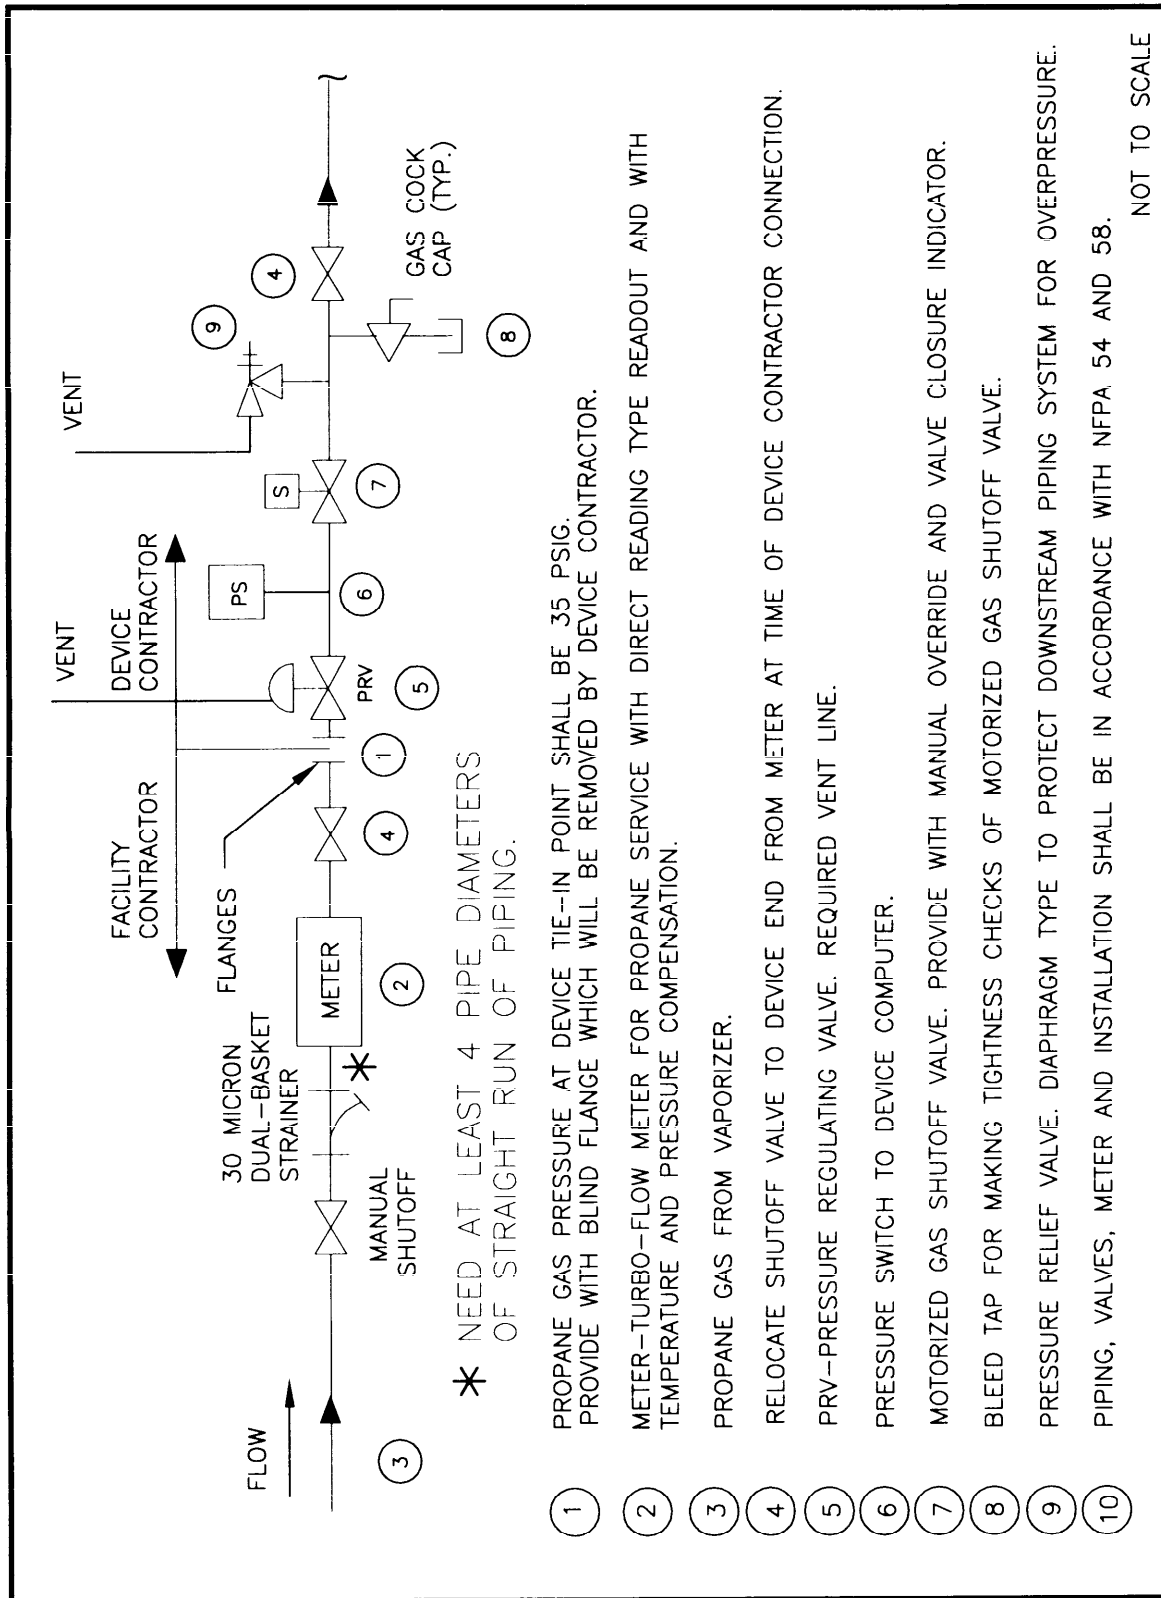 VENT
VENT
FACILITY
CONTRACTOR
DEVICE
CONTRACTOR
FLANGES
30 MICRON
DUAL-BASKET
STRAINER
FLOW
PS
S
9
4
METER
PRV
MANUAL
SHUTOFF
*
GAS COCK
CAP (TYP.)
3
2
4
1
5
6
7
8
* NEED AT LEAST 4 PIPE DIAMETERS
OF STRAIGHT RUN OF PIPING.
1 PROPANE GAS PRESSURE AT DEVICE TIE-IN POINT SHALL BE 35 PSIG.
PROVIDE WITH BLIND FLANGE WHICH WILL BE REMOVED BY DEVICE CONTRACTOR.
2 METER-TURBO-FLOW METER FOR PROPANE SERVICE WITH DIRECT READING TYPE READOUT AND WITH
TEMPERATURE AND PRESSURE COMPENSATION.
3 PROPANE GAS FROM VAPORIZER.
4 RELOCATE SHUTOFF VALVE TO DEVICE END FROM METER AT TIME OF DEVICE CONTRACTOR CONNECTION.
5 PRV-PRESSURE REGULATING VALVE. REQUIRED VENT LINE.
6 PRESSURE SWITCH TO DEVICE COMPUTER.
7 MOTORIZED GAS SHUTOFF VALVE. PROVIDE WITH MANUAL OVERRIDE AND VALVE CLOSURE INDICATOR.
8 BLEED TAP FOR MAKING TIGHTNESS CHECKS OF MOTORIZED GAS SHUTOFF VALVE.
9 PRESSURE RELIEF VALVE. DIAPHRAGM TYPE TO PROTECT DOWNSTREAM PIPING SYSTEM FOR OVERPRESSURE.
10 PIPING, VALVES, METER AND INSTALLATION SHALL BE IN ACCORDANCE WITH NFPA 54 AND 58.
NOT TO SCALE